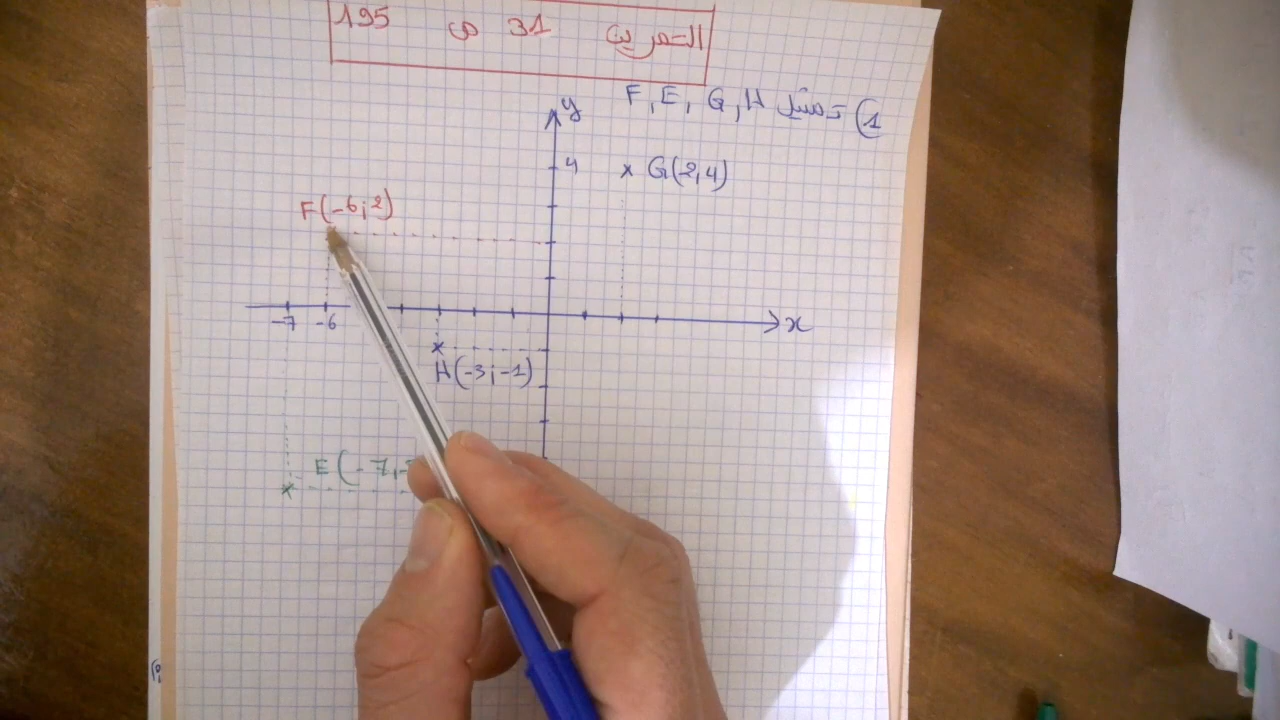 التمرين 31 ص 195
1) تمثيل F, E, G, H
y
4
G(2,4)
F(-6;2)
-7 -6
x
H(-3;-1)
E(-7,-